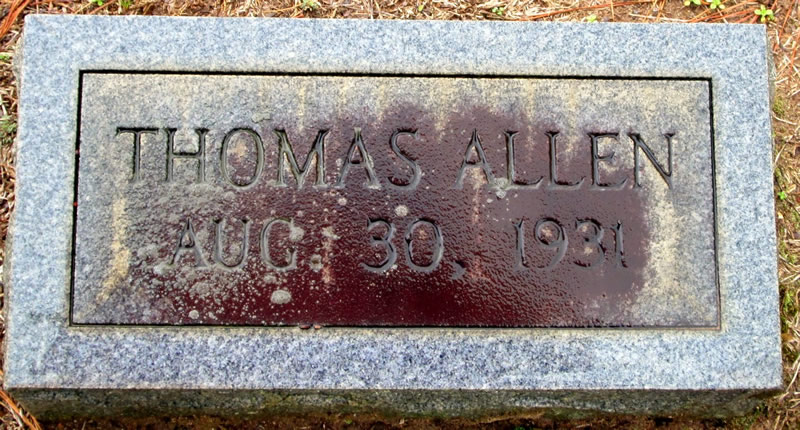 THOMAS ALLEN
AUG 30, 1931